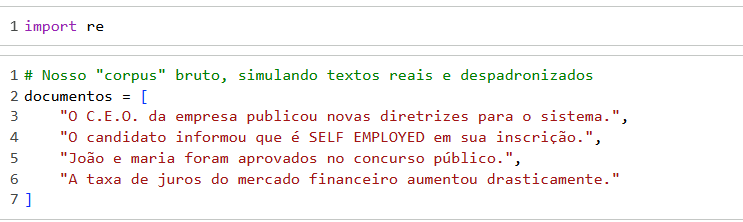 1 import re
1 # Nosso "corpus" bruto, simulando textos reais e despadronizados
2 documentos = [
3     "O C.E.O. da empresa publicou novas diretrizes para o sistema.",
4     "O candidato informou que é SELF EMPLOYED em sua inscrição.",
5     "João e maria foram aprovados no concurso público.",
6     "A taxa de juros do mercado financeiro aumentou drasticamente."
7 ]